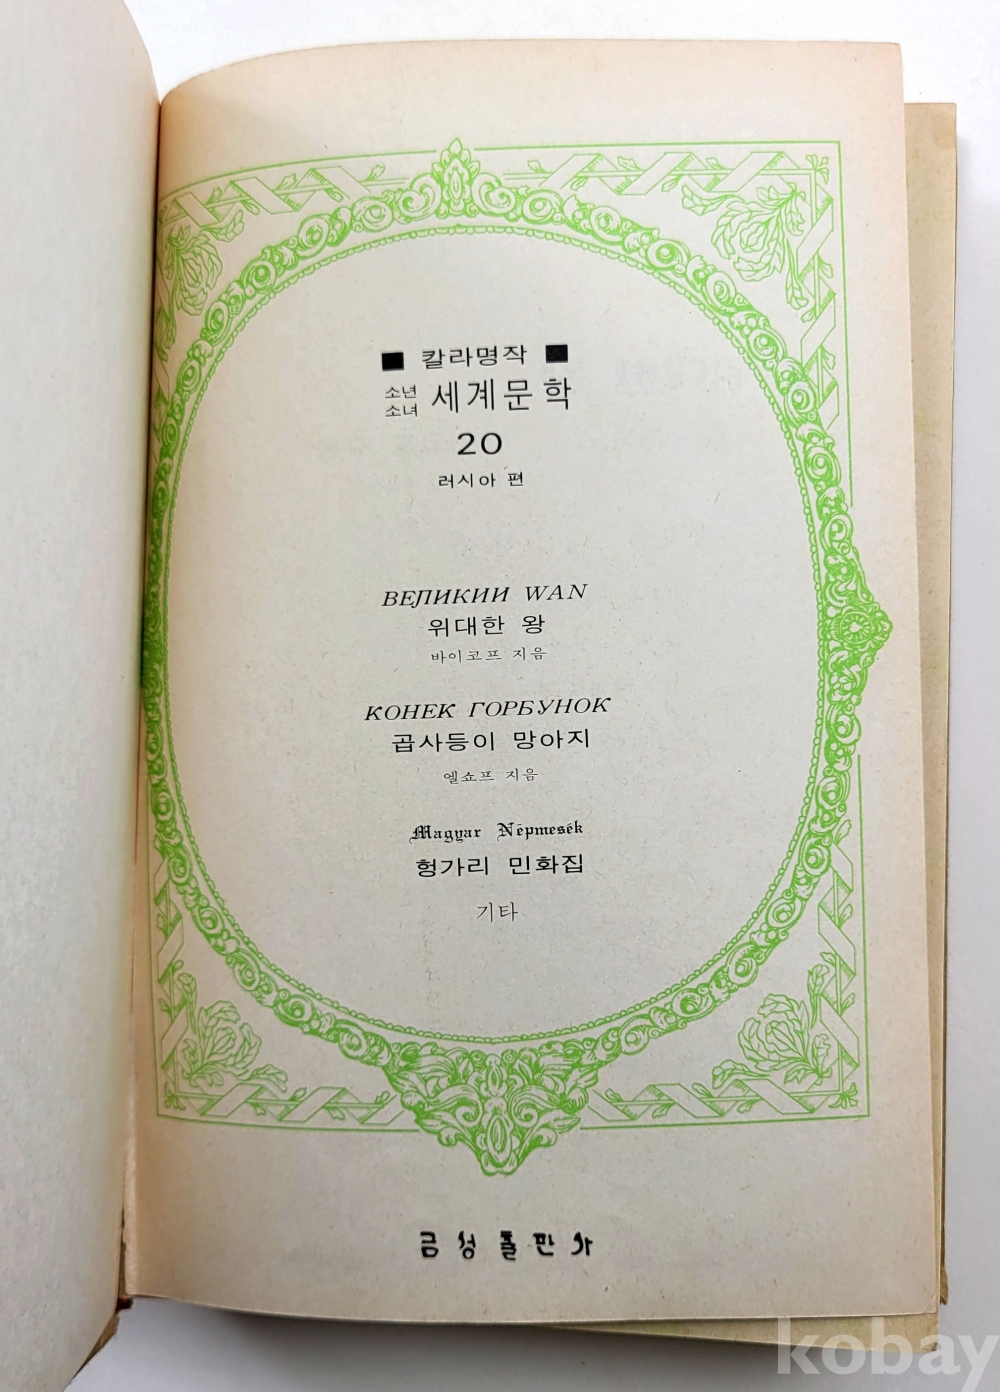 ■ 칼라명작 ■
소년
소녀 세계문학
20
러시아 편
ВЕЛИКИИ WAN
위대한 왕
바이코프 지음
КОНЕК ГОРБУНОК
곱사등이 망아지
엘쇼프 지음
Magyar Népmesék
헝가리 민화집
기타
금성출판사
kobay